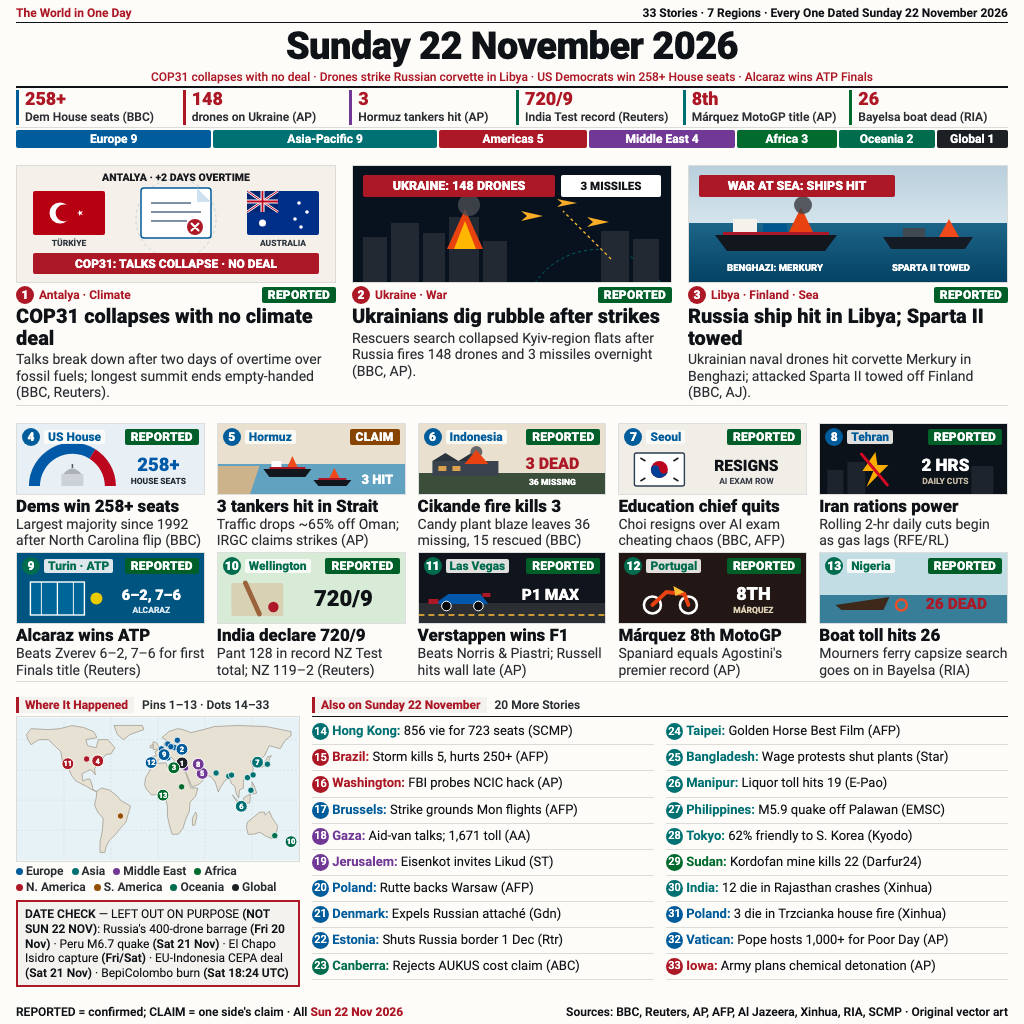 The World in One Day
33 Stories · 7 Regions · Every One Dated Sunday 22 November 2026
Sunday 22 November 2026
COP31 collapses with no deal · Drones strike Russian corvette in Libya · US Democrats win 258+ House seats · Alcaraz wins ATP Finals
258+
Dem House seats (BBC)
148
drones on Ukraine (AP)
3
Hormuz tankers hit (AP)
720/9
India Test record (Reuters)
8th
Márquez MotoGP title (AP)
26
Bayelsa boat dead (RIA)
Europe 9
Asia-Pacific 9
Americas 5
Middle East 4
Africa 3
Oceania 2
Global 1
ANTALYA · +2 DAYS OVERTIME
TÜRKİYE
AUSTRALIA
COP31: TALKS COLLAPSE · NO DEAL
1 Antalya · Climate
REPORTED
COP31 collapses with no climate
deal
Talks break down after two days of overtime over
fossil fuels; longest summit ends empty-handed
(BBC, Reuters).
UKRAINE: 148 DRONES
3 MISSILES
2 Ukraine · War
REPORTED
Ukrainians dig rubble after strikes
Rescuers search collapsed Kyiv-region flats after
Russia fires 148 drones and 3 missiles overnight
(BBC, AP).
WAR AT SEA: SHIPS HIT
BENGHAZI: MERKURY
SPARTA II TOWED
3 Libya · Finland · Sea
REPORTED
Russia ship hit in Libya; Sparta II
towed
Ukrainian naval drones hit corvette Merkury in
Benghazi; attacked Sparta II towed off Finland
(BBC, AJ).
4 US House
REPORTED
258+
HOUSE SEATS
Dems win 258+ seats
Largest majority since 1992
after North Carolina flip (BBC)
5 Hormuz
CLAIM
3 HIT
3 tankers hit in Strait
Traffic drops ~65% off Oman;
IRGC claims strikes (AP)
6 Indonesia
REPORTED
3 DEAD
36 MISSING
Cikande fire kills 3
Candy plant blaze leaves 36
missing, 15 rescued (BBC)
7 Seoul
REPORTED
RESIGNS
AI EXAM ROW
Education chief quits
Choi resigns over AI exam
cheating chaos (BBC, AFP)
8 Tehran
REPORTED
2 HRS
DAILY CUTS
Iran rations power
Rolling 2-hr daily cuts begin
as gas lags (RFE/RL)
9 Turin · ATP
REPORTED
6–2, 7–6
ALCARAZ
Alcaraz wins ATP
Beats Zverev 6–2, 7–6 for first
Finals title (Reuters)
10 Wellington
REPORTED
720/9
India declare 720/9
Pant 128 in record NZ Test
total; NZ 119–2 (Reuters)
11 Las Vegas
REPORTED
P1 MAX
Verstappen wins F1
Beats Norris & Piastri; Russell
hits wall late (AP)
12 Portugal
REPORTED
8TH
MÁRQUEZ
Márquez 8th MotoGP
Spaniard equals Agostini's
premier record (AP)
13 Nigeria
REPORTED
26 DEAD
Boat toll hits 26
Mourners ferry capsize search
goes on in Bayelsa (RIA)
Where It Happened
Pins 1–13 · Dots 14–33
11
4
12
9
2
1
3
8
5
7
13
6
10
Europe
Asia
Middle East
Africa
N. America
S. America
Oceania
Global
DATE CHECK — LEFT OUT ON PURPOSE (NOT
SUN 22 NOV): Russia's 400-drone barrage (Fri 20
Nov) · Peru M6.7 quake (Sat 21 Nov) · El Chapo
Isidro capture (Fri/Sat) · EU-Indonesia CEPA deal
(Sat 21 Nov) · BepiColombo burn (Sat 18:24 UTC)
Also on Sunday 22 November
20 More Stories
14 Hong Kong: 856 vie for 723 seats (SCMP)
15 Brazil: Storm kills 5, hurts 250+ (AFP)
16 Washington: FBI probes NCIC hack (AP)
17 Brussels: Strike grounds Mon flights (AFP)
18 Gaza: Aid-van talks; 1,671 toll (AA)
19 Jerusalem: Eisenkot invites Likud (ST)
20 Poland: Rutte backs Warsaw (AFP)
21 Denmark: Expels Russian attaché (Gdn)
22 Estonia: Shuts Russia border 1 Dec (Rtr)
23 Canberra: Rejects AUKUS cost claim (ABC)
24 Taipei: Golden Horse Best Film (AFP)
25 Bangladesh: Wage protests shut plants (Star)
26 Manipur: Liquor toll hits 19 (E-Pao)
27 Philippines: M5.9 quake off Palawan (EMSC)
28 Tokyo: 62% friendly to S. Korea (Kyodo)
29 Sudan: Kordofan mine kills 22 (Darfur24)
30 India: 12 die in Rajasthan crashes (Xinhua)
31 Poland: 3 die in Trzcianka house fire (Xinhua)
32 Vatican: Pope hosts 1,000+ for Poor Day (AP)
33 Iowa: Army plans chemical detonation (AP)
REPORTED = confirmed; CLAIM = one side's claim · All Sun 22 Nov 2026
Sources: BBC, Reuters, AP, AFP, Al Jazeera, Xinhua, RIA, SCMP · Original vector art